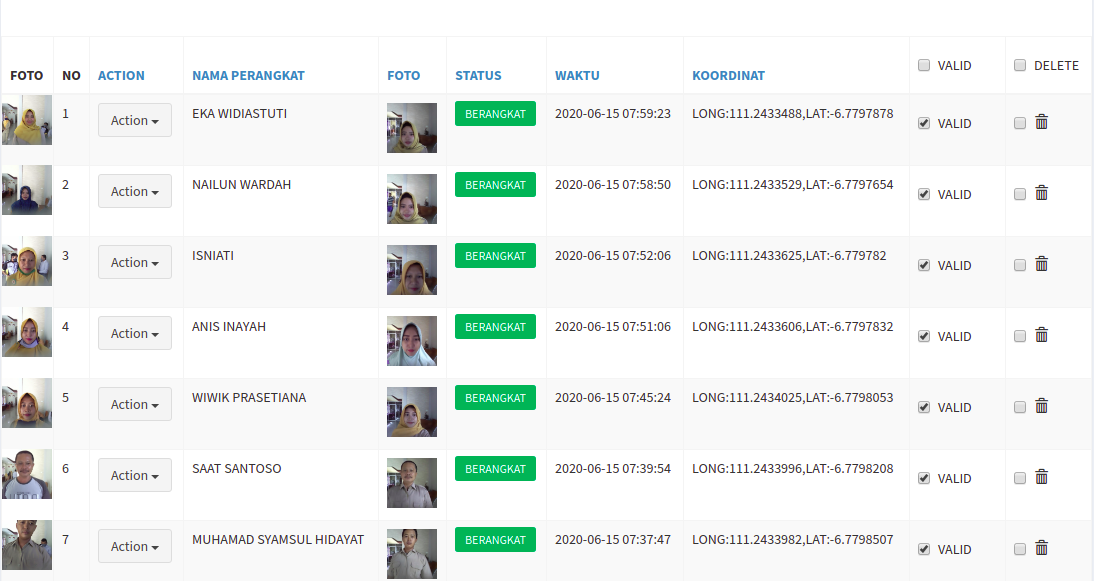 FOTO NO ACTION NAMA PERANGKAT FOTO STATUS WAKTU KOORDINAT VALID DELETE
1 Action EKA WIDIASTUTI BERANGKAT 2020-06-15 07:59:23 LONG:111.2433488,LAT:-6.7797878 VALID
2 Action NAILUN WARDAH BERANGKAT 2020-06-15 07:58:50 LONG:111.2433529,LAT:-6.7797654 VALID
3 Action ISNIATI BERANGKAT 2020-06-15 07:52:06 LONG:111.2433625,LAT:-6.779782 VALID
4 Action ANIS INAYAH BERANGKAT 2020-06-15 07:51:06 LONG:111.2433606,LAT:-6.7797832 VALID
5 Action WIWIK PRASETIANA BERANGKAT 2020-06-15 07:45:24 LONG:111.2434025,LAT:-6.7798053 VALID
6 Action SAAT SANTOSO BERANGKAT 2020-06-15 07:39:54 LONG:111.2433996,LAT:-6.7798208 VALID
7 Action MUHAMAD SYAMSUL HIDAYAT BERANGKAT 2020-06-15 07:37:47 LONG:111.2433982,LAT:-6.7798507 VALID